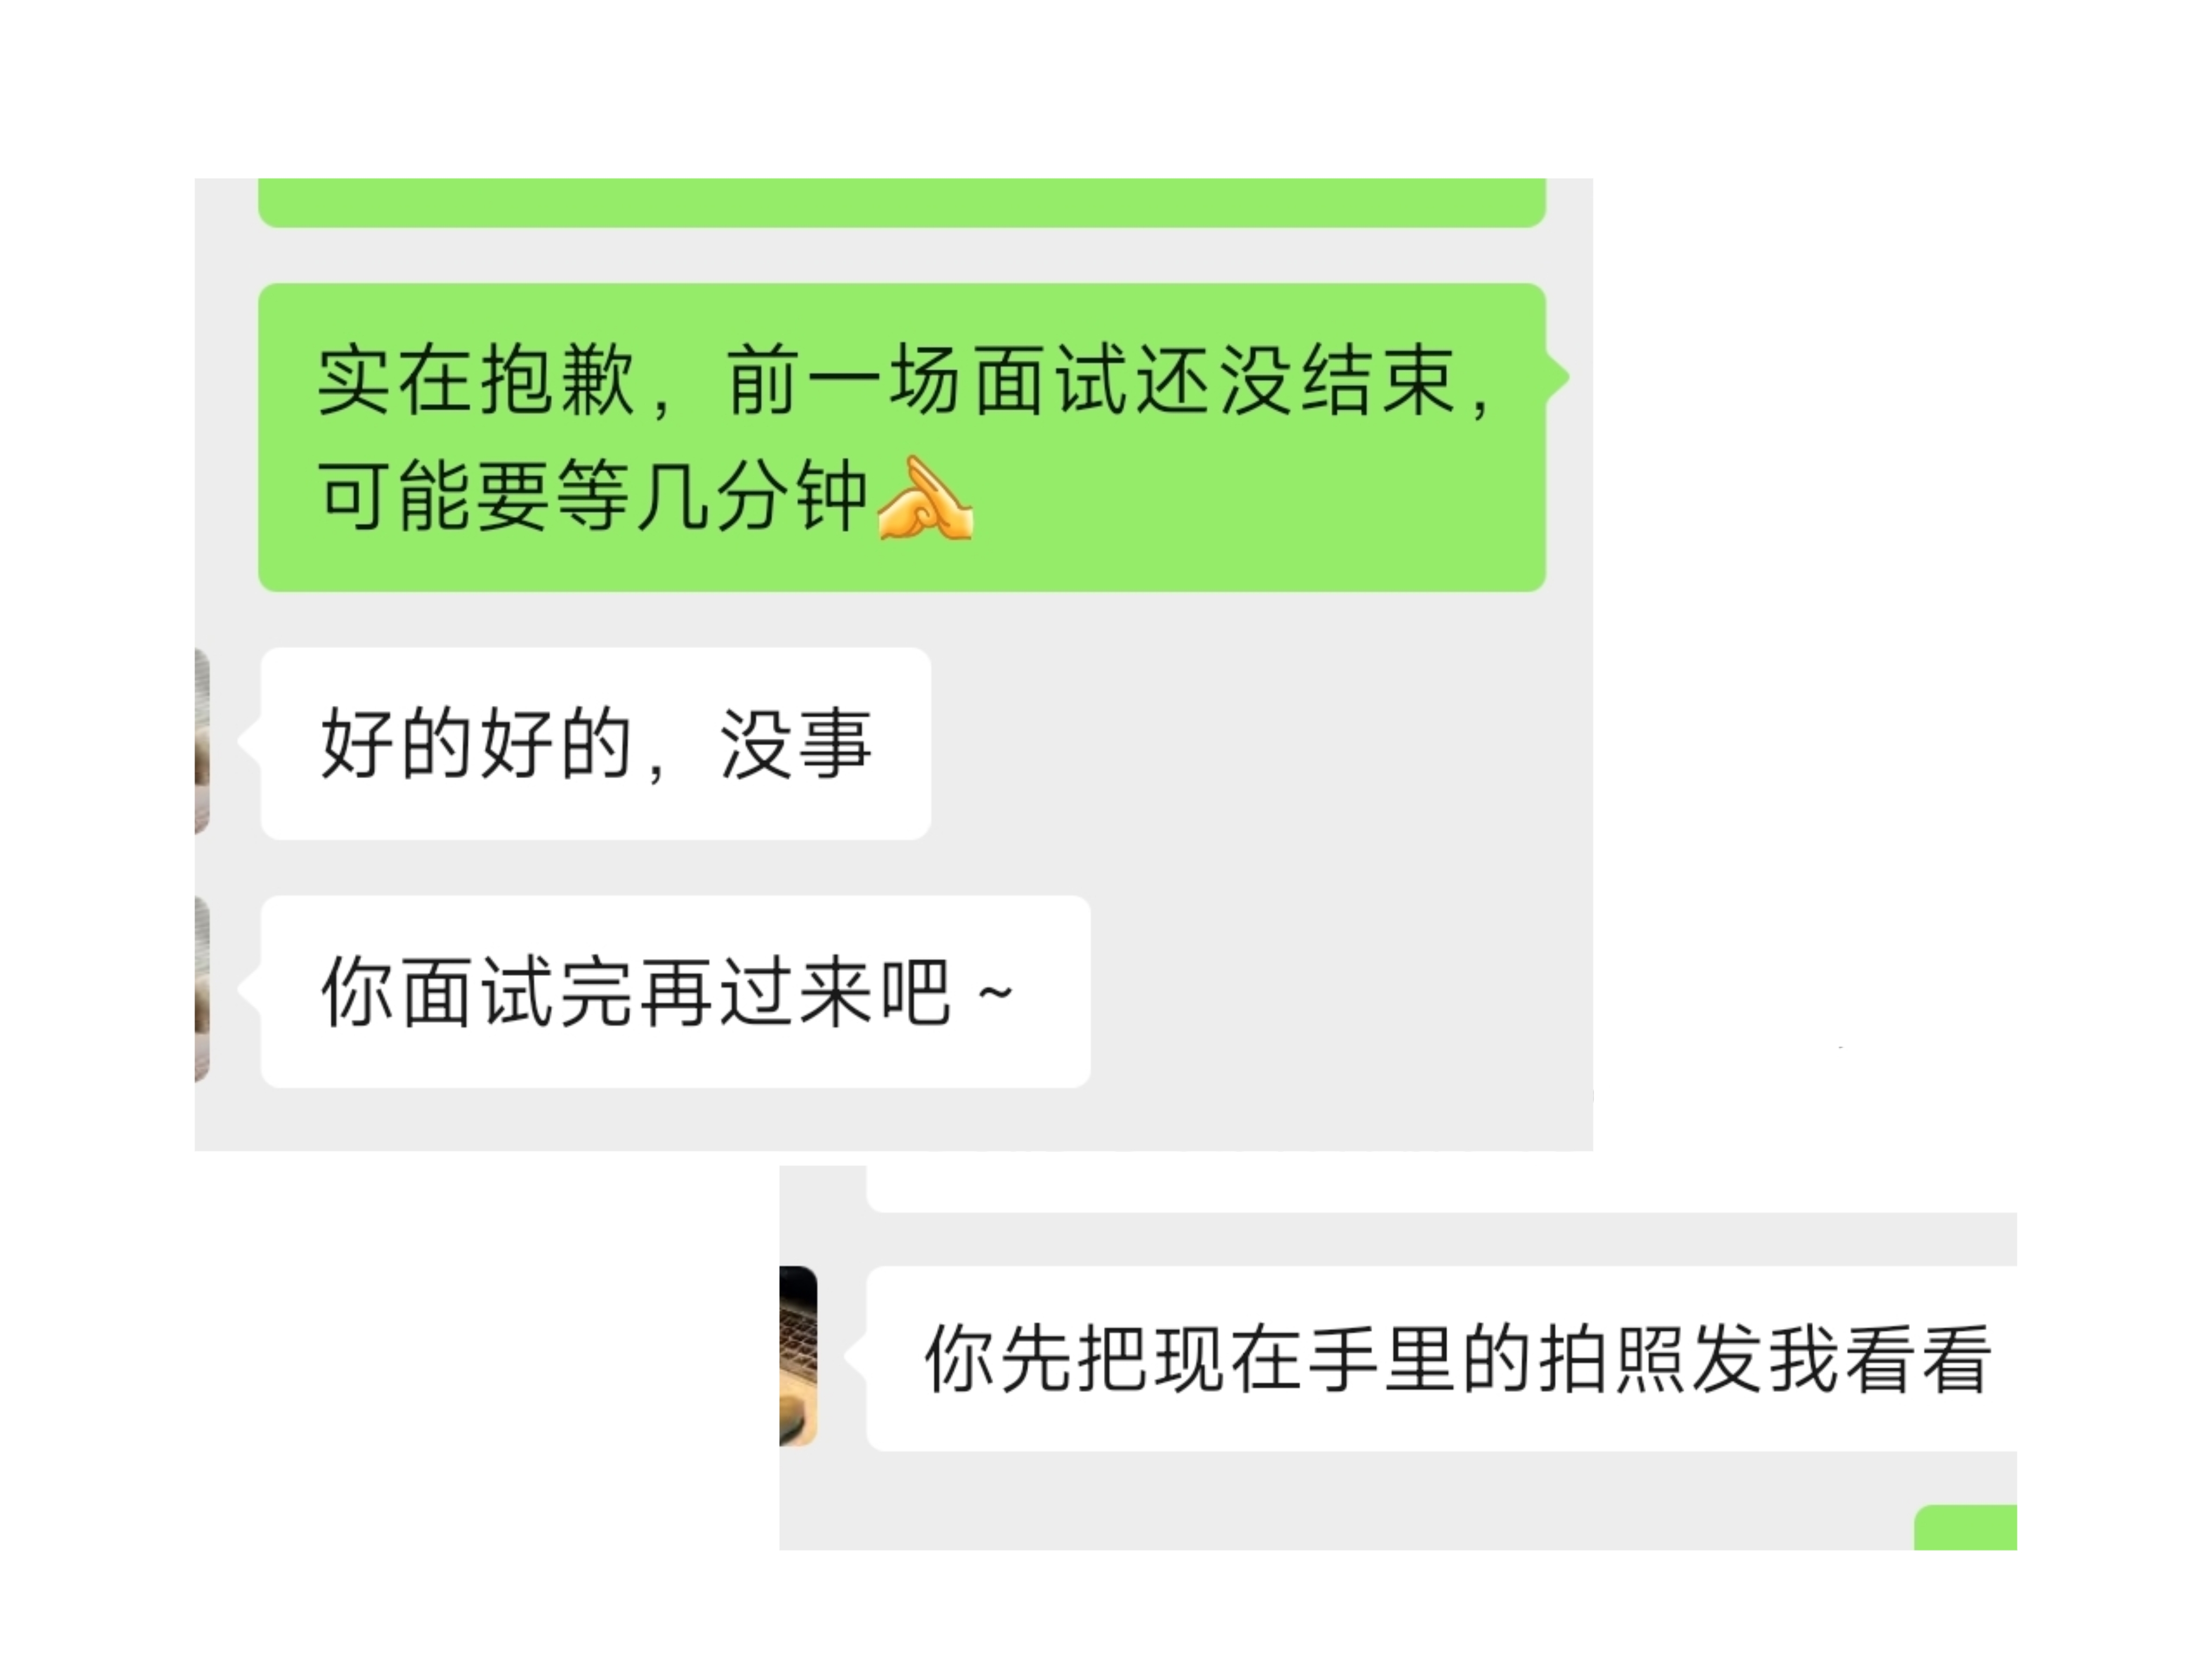 实在抱歉，前一场面试还没结束，
可能要等几分钟
好的好的，没事
你面试完再过来吧～
你先把现在手里的拍照发我看看